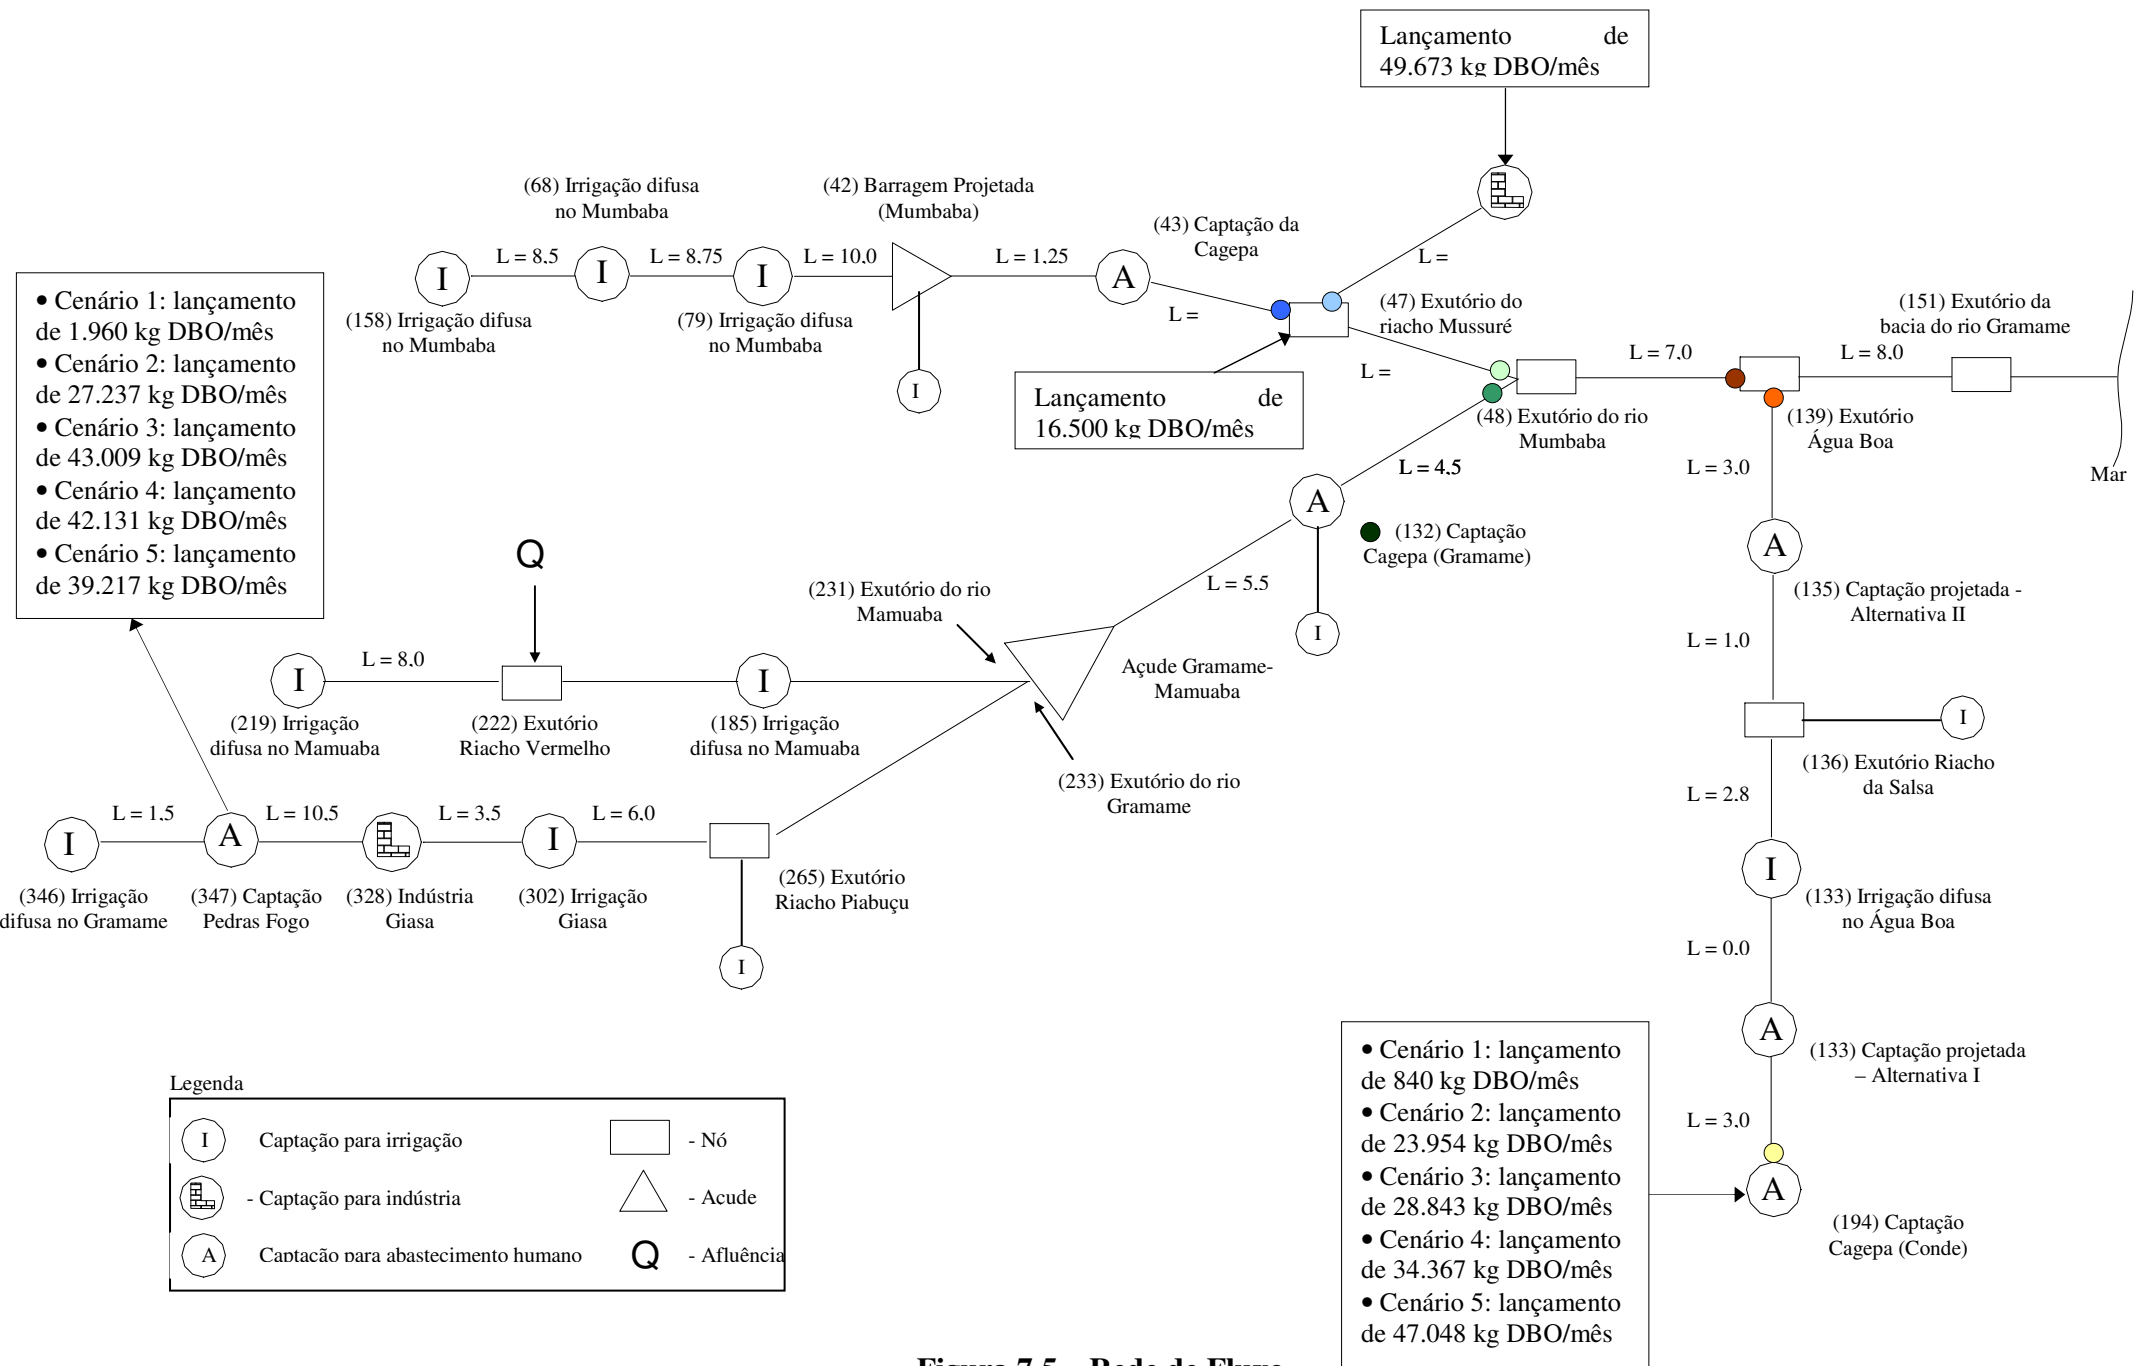 Lançamento de
49.673 kg DBO/mês
(68) Irrigação difusa
no Mumbaba
(42) Barragem Projetada
(Mumbaba)
(43) Captação da
Cagepa
L = 8,5
L = 8,75
L = 10,0
L = 1,25
L =
I
I
I
A
(158) Irrigação difusa
no Mumbaba
(79) Irrigação difusa
no Mumbaba
L =
I
(47) Exutório do
riacho Mussuré
(151) Exutório da
bacia do rio Gramame
L =
L = 7,0
L = 8,0
Lançamento de
16.500 kg DBO/mês
(48) Exutório do rio
Mumbaba
(139) Exutório
Água Boa
Mar
• Cenário 1: lançamento
de 1.960 kg DBO/mês
• Cenário 2: lançamento
de 27.237 kg DBO/mês
• Cenário 3: lançamento
de 43.009 kg DBO/mês
• Cenário 4: lançamento
de 42.131 kg DBO/mês
• Cenário 5: lançamento
de 39.217 kg DBO/mês
L = 4,5
L = 3,0
A
(132) Captação
Cagepa (Gramame)
A
Q
L = 5,5
(231) Exutório do rio
Mamuaba
I
(135) Captação projetada -
Alternativa II
L = 1,0
L = 8,0
I
I
Açude Gramame-
Mamuaba
(219) Irrigação
difusa no Mamuaba
(222) Exutório
Riacho Vermelho
(185) Irrigação
difusa no Mamuaba
I
(136) Exutório Riacho
da Salsa
(233) Exutório do rio
Gramame
L = 2,8
L = 1,5
L = 10,5
L = 3,5
L = 6,0
I
A
I
I
(346) Irrigação
difusa no Gramame
(347) Captação
Pedras Fogo
(328) Indústria
Giasa
(302) Irrigação
Giasa
(265) Exutório
Riacho Piabuçu
I
(133) Irrigação difusa
no Água Boa
L = 0,0
A
(133) Captação projetada
– Alternativa I
L = 3,0
A
(194) Captação
Cagepa (Conde)
• Cenário 1: lançamento
de 840 kg DBO/mês
• Cenário 2: lançamento
de 23.954 kg DBO/mês
• Cenário 3: lançamento
de 28.843 kg DBO/mês
• Cenário 4: lançamento
de 34.367 kg DBO/mês
• Cenário 5: lançamento
de 47.048 kg DBO/mês
Legenda
I Captação para irrigação
- Nó
- Captação para indústria
- Açude
A Captação para abastecimento humano
Q - Afluência
Figura 7.5 – Rede de Fluxo